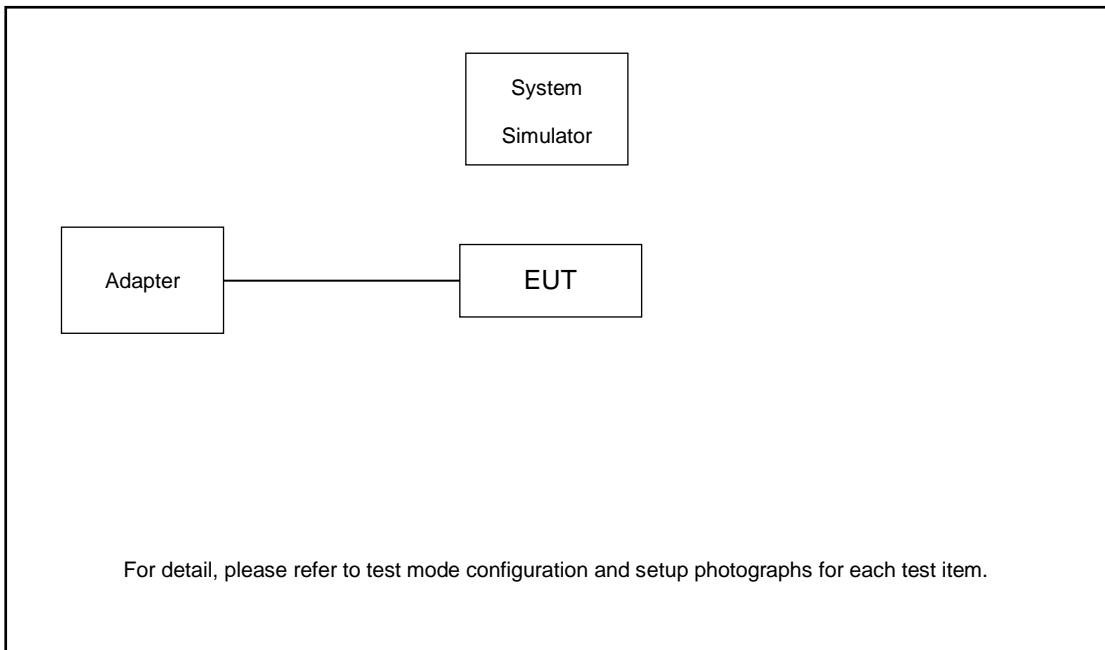 System
Simulator
Adapter
EUT
For detail, please refer to test mode configuration and setup photographs for each test item.